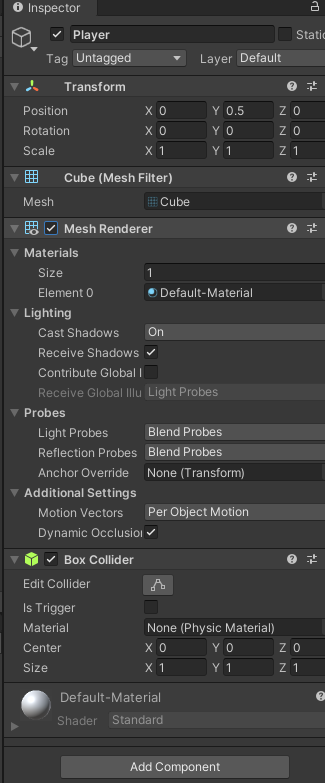 Inspector
Player Static
Tag Untagged Layer Default
Transform
Position X 0 Y 0.5 Z 0
Rotation X 0 Y 0 Z 0
Scale X 1 Y 1 Z 1
Cube (Mesh Filter)
Mesh Cube
Mesh Renderer
Materials
Size 1
Element 0 Default-Material
Lighting
Cast Shadows On
Receive Shadows
Contribute Global I
Receive Global Illu Light Probes
Probes
Light Probes Blend Probes
Reflection Probes Blend Probes
Anchor Override None (Transform)
Additional Settings
Motion Vectors Per Object Motion
Dynamic Occlusion
Box Collider
Edit Collider
Is Trigger
Material None (Physic Material)
Center X 0 Y 0 Z 0
Size X 1 Y 1 Z 1
Default-Material
Shader Standard
Add Component